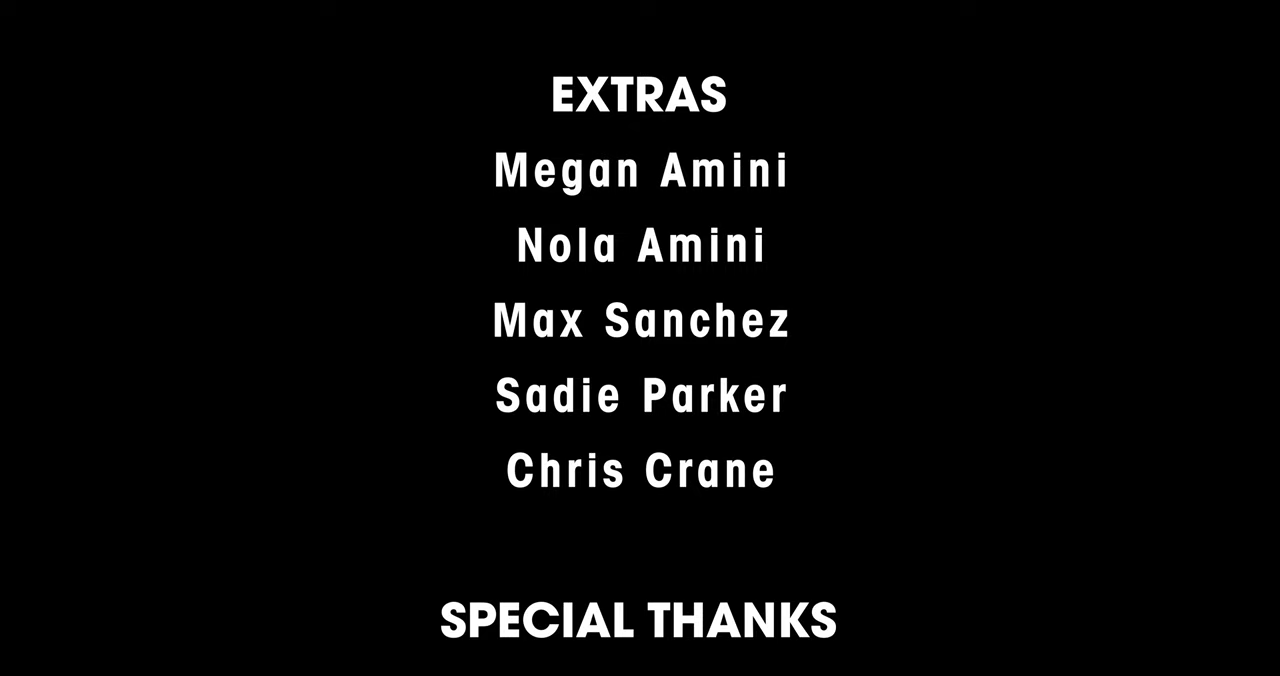 EXTRAS
Megan Amini
Nola Amini
Max Sanchez
Sadie Parker
Chris Crane
SPECIAL THANKS